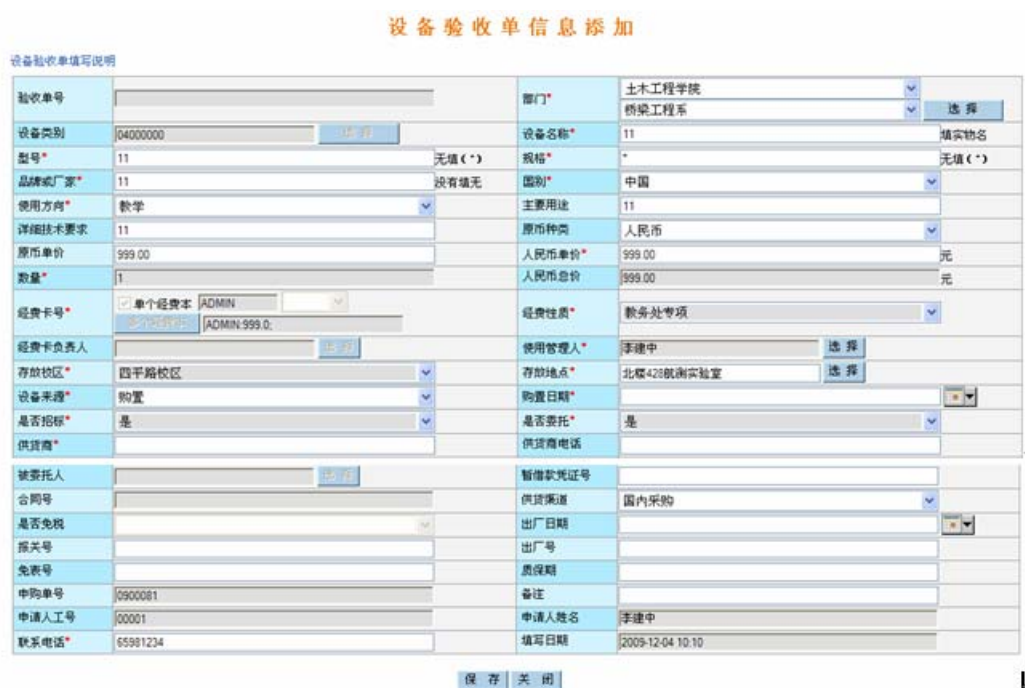 设备验收单信息添加
设备验收单填写说明
验收单号 部门* 土木工程学院
桥梁工程系 选 择
设备类别 04000000 选 择 设备名称* 11 填实物名
型号* 11 无填(*) 规格* * 无填(*)
品牌或厂家* 11 没有填无 国别* 中国
使用方向* 教学 主要用途 11
详细技术要求 11 原币种类 人民币
原币单价 999.00 人民币单价* 999.00 元
数量* 1 人民币总价 999.00 元
经费卡号* 单个经费本 ADMIN 经费性质* 教务处专项
ADMIN:999.0;
经费卡负责人 选 择 使用管理人* 李建中 选 择
存放校区* 四平路校区 存放地点* 北楼428航测实验室 选 择
设备来源* 购置 购置日期*
是否招标* 是 是否委托* 是
供货商* 供货商电话
被委托人 选 择 暂借款凭证号
合同号 供货渠道 国内采购
是否免税 出厂日期
报关号 出厂号
免表号 质保期
申购单号 0900081 备注
申请人工号 00001 申请人姓名 李建中
联系电话* 65981234 填写日期 2009-12-04 10:10
保 存 关 闭